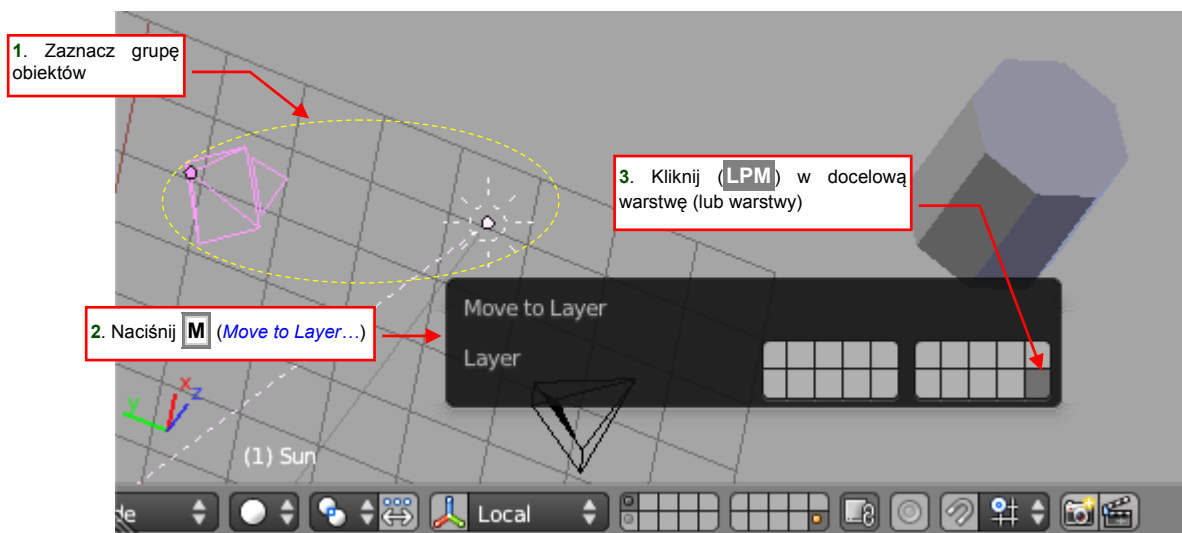 1. Zaznacz grupę
obiektów
3. Kliknij (LPM) w docelową
warstwę (lub warstwy)
Move to Layer
2. Naciśnij M (Move to Layer…)
Layer
x
y
z
(1) Sun
de
Local